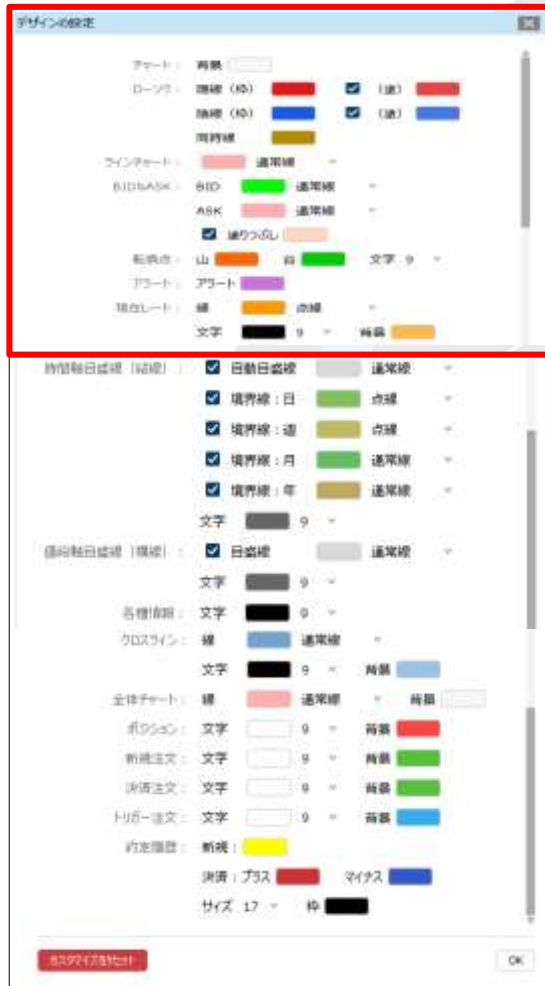 デザインの設定
チャート： 背景
ローソク： 陽線（枠） （塗）
陰線（枠） （塗）
同時線
ラインチャート： 通常線
BID&ASK： BID 通常線
ASK 通常線
塗りつぶし
転換点： 山 谷 文字 9
アラート： アラート
現在レート： 線 点線
文字 9 背景
時間軸目盛線（縦線）： 自動目盛線 通常線
境界線：日 点線
境界線：週 点線
境界線：月 通常線
境界線：年 通常線
文字 9
価格軸目盛線（横線）： 目盛線 通常線
文字 9
各種情報： 文字 9
クロスライン： 線 通常線
文字 9 背景
全体チャート： 線 通常線 背景
ポジション： 文字 9 背景
新規注文： 文字 9 背景
決済注文： 文字 9 背景
トリガー注文： 文字 9 背景
約定履歴： 新規：
決済：プラス マイナス
サイズ 17 枠
カスタマイズをリセット OK